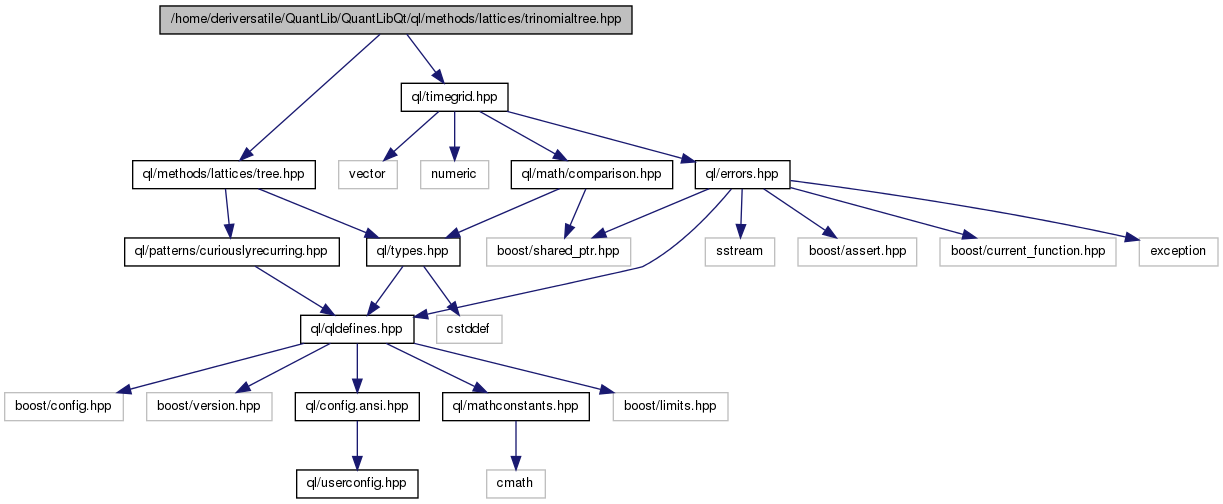 /home/deriversatile/QuantLib/QuantLibQt/ql/methods/lattices/trinomialtree.hpp
ql/timegrid.hpp
ql/methods/lattices/tree.hpp
vector
numeric
ql/math/comparison.hpp
ql/errors.hpp
ql/patterns/curiouslyrecurring.hpp
ql/types.hpp
boost/shared_ptr.hpp
sstream
boost/assert.hpp
boost/current_function.hpp
exception
ql/qldefines.hpp
cstddef
boost/config.hpp
boost/version.hpp
ql/config.ansi.hpp
ql/mathconstants.hpp
boost/limits.hpp
ql/userconfig.hpp
cmath